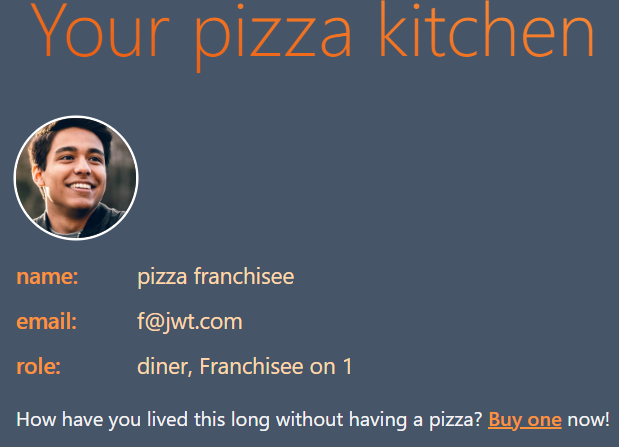 Your pizza kitchen
name: pizza franchisee
email: f@jwt.com
role: diner, Franchisee on 1
How have you lived this long without having a pizza? Buy one now!